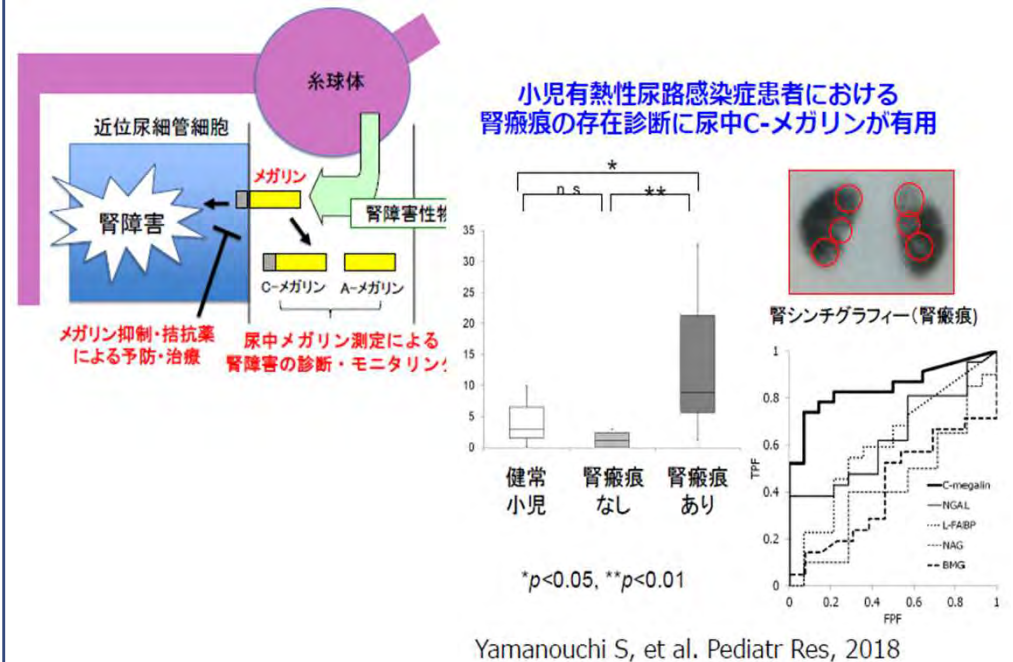 糸球体
近位尿細管細胞
メガリン
腎障害
腎障害性物
C-メガリン
A-メガリン
メガリン抑制・拮抗薬
による予防・治療
尿中メガリン測定による
腎障害の診断・モニタリング
小児有熱性尿路感染症患者における
腎瘢痕の存在診断に尿中C-メガリンが有用
*
n s
**
35
30
25
20
15
10
5
0
健常
小児
腎瘢痕
なし
腎瘢痕
あり
*p<0.05, **p<0.01
腎シンチグラフィー(腎瘢痕)
TPF
1
0.8
0.6
0.4
0.2
0
C-megalin
NGAL
L-FAIBP
NAG
BMG
0
0.2
0.4
0.6
0.8
1
FPF
Yamanouchi S, et al. Pediatr Res, 2018